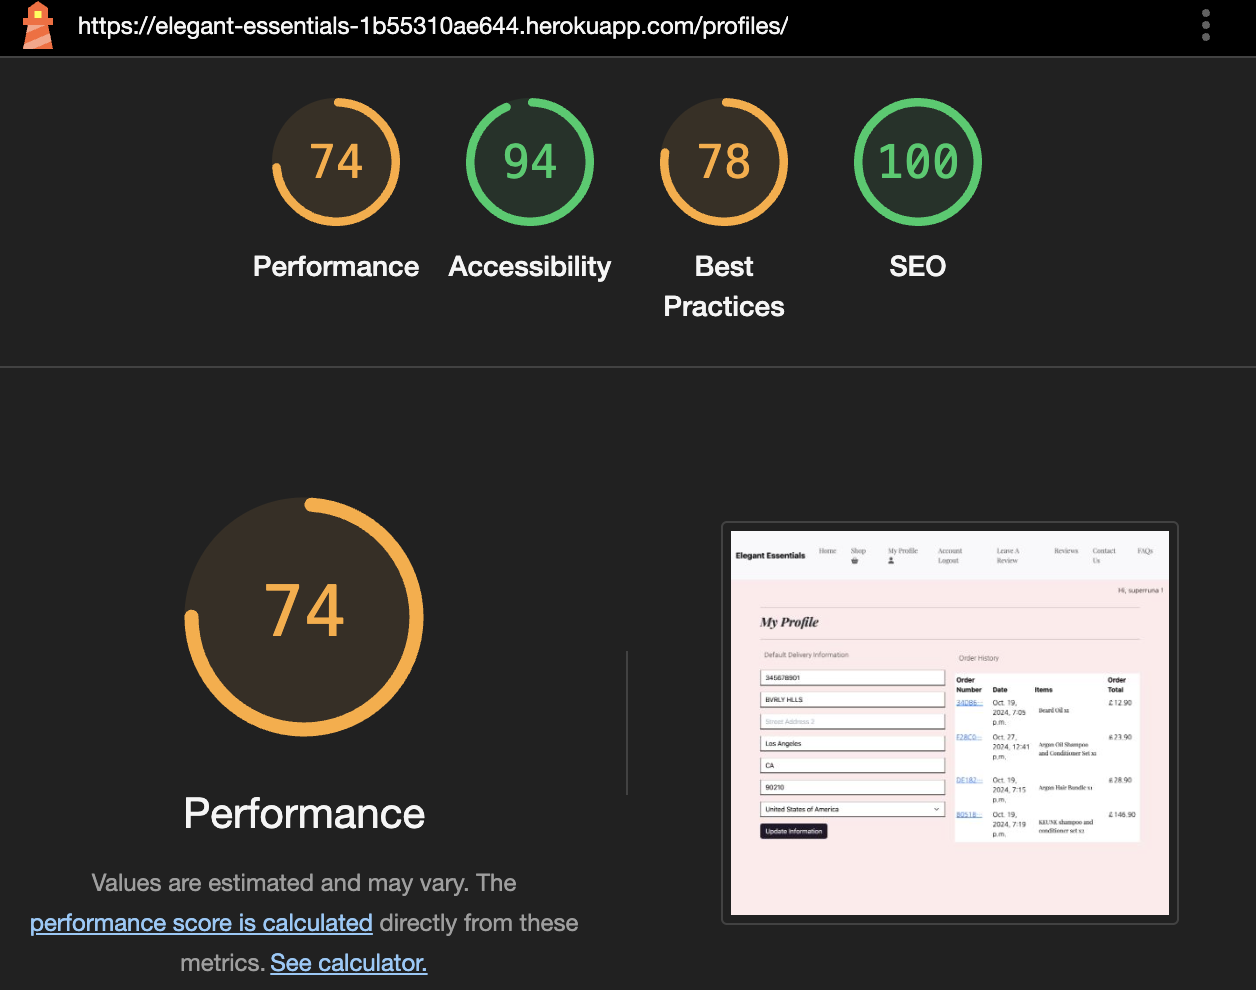 https://elegant-essentials-1b55310ae644.herokuapp.com/profiles/
74
94
78
100
Performance
Accessibility
Best
Practices
SEO
74
Performance
Values are estimated and may vary. The
performance score is calculated directly from these
metrics. See calculator.
Elegant Essentials
Home
Shop
My Profile
Account
Logout
Leave A
Review
Reviews
Contact
Us
FAQs
Hi, superruna !
My Profile
Default Delivery Information
345678901
BVRLY HLLS
Street Address 2
Los Angeles
CA
90210
United States of America
Update Information
Order History
Order
Number
Date
Items
Order
Total
Oct. 19,
2024, 7:05
p.m.
Beard Oil x1
£12.90
Oct. 27,
2024, 12:41
p.m.
Argan Oil Shampoo
and Conditioner Set x1
£23.90
Oct. 19,
2024, 7:15
p.m.
Argan Hair Bundle x1
£28.90
Oct. 19,
2024, 7:19
p.m.
KEUNE shampoo and
conditioner set x2
£146.90